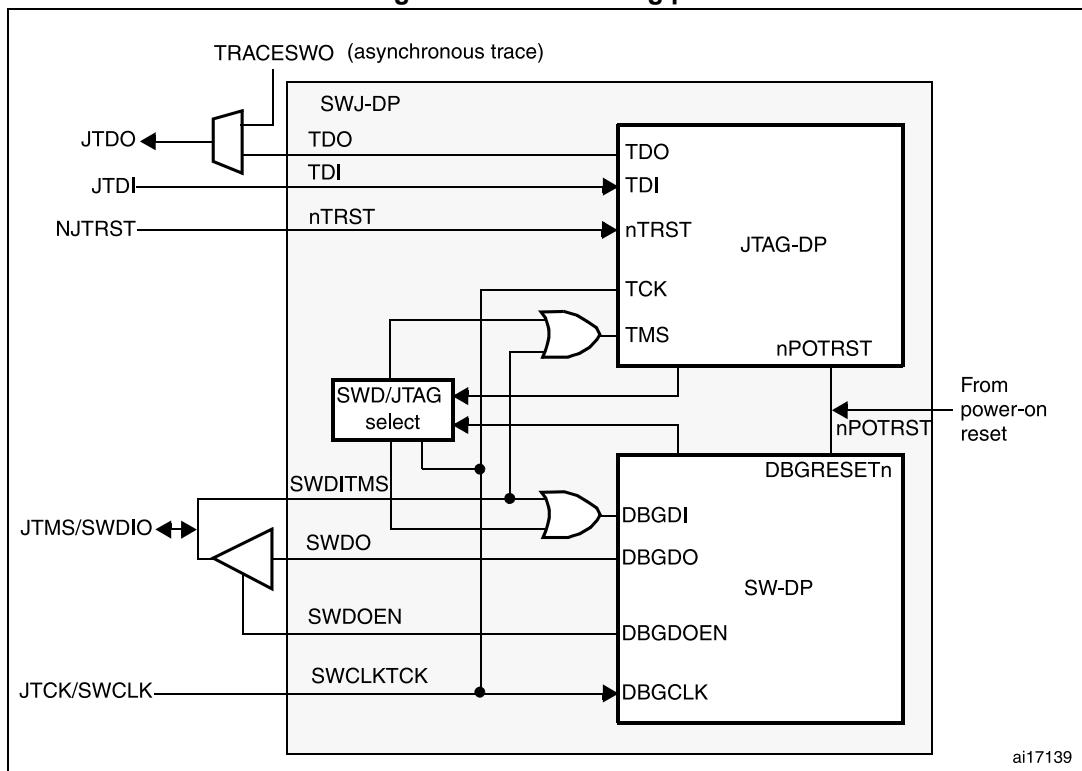 TRACESWO (asynchronous trace)
SWJ-DP
JTDO
TDO
TDO
TDI
JTDI
TDI
nTRST
NJTRST
nTRST
JTAG-DP
TCK
TMS
nPOTRST
SWD/JTAG
select
From
power-on
reset
nPOTRST
DBGRESETn
SWDITMS
JTMS/SWDIO
DBGDI
SWDO
DBGDO
SW-DP
SWDOEN
DBGDOEN
SWCLKTCK
JTCK/SWCLK
DBGCLK
ai17139